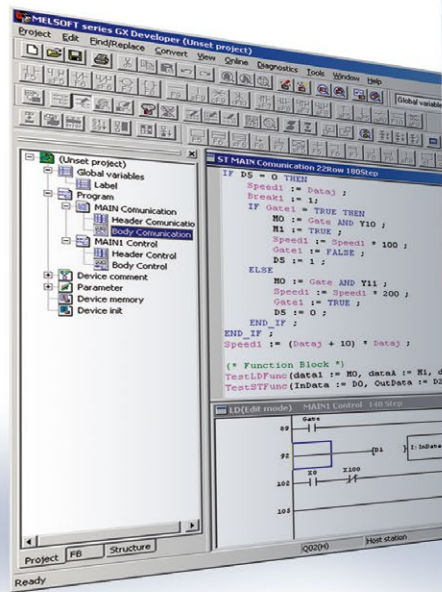 MELSOFT series GX Developer (Unset project)
Project Edit Find/Replace Convert View Online Diagnostics Tools Window Help
Global variable
(Unset project)
Global variables
Label
Program
MAIN Comunication
Header Comunicatio
Body Comunication
MAIN1 Control
Header Control
Body Control
Device comment
Parameter
Device memory
Device init
Project FB Structure
Ready
ST MAIN Comunication 22Row 180Step
IF D5 = 0 THEN
Speed1 := Dataj ;
Break1 := 1;
IF Gate1 = TRUE THEN
M0 := Gate AND Y10 ;
M1 := TRUE ;
Speed1 := Speed1 * 100 ;
Gate1 := FALSE ;
D5 := 1 ;
ELSE
M0 := Gate AND Y11 ;
Speed1 := Speed1 * 200 ;
Gate1 := TRUE ;
D5 := 0 ;
END_IF ;
END_IF ;
Speed1 := (Dataj + 10) * Dataj ;
(* Function Block *)
TestLDFunc(data1 := M0, dataA := M1, d
TestSTFunc(InData := D0, OutData := D2
LD(Edit mode) MAIN1 Control 140 Step
Gate
89
98
D1
I:InData
X0 X100
102
105
Q02(H) Host station